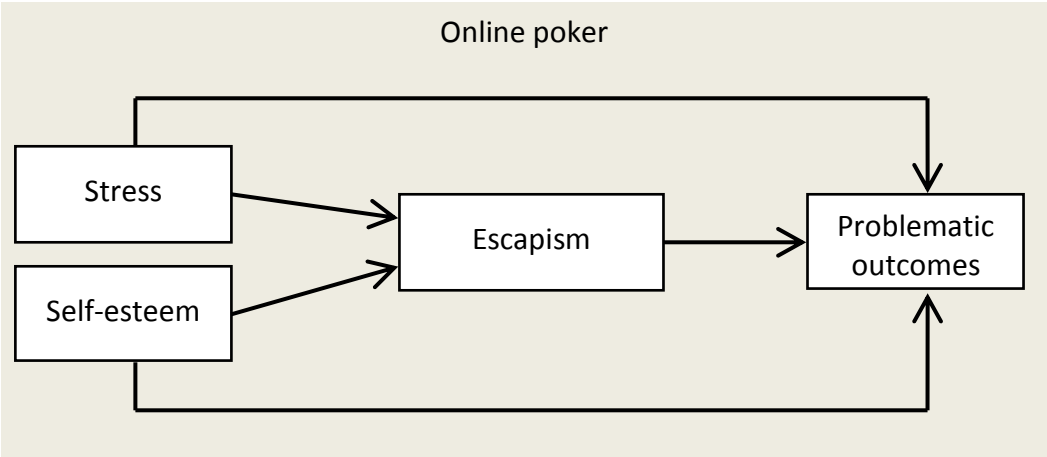 Online poker
Stress
Escapism
Problematic
outcomes
Self-esteem